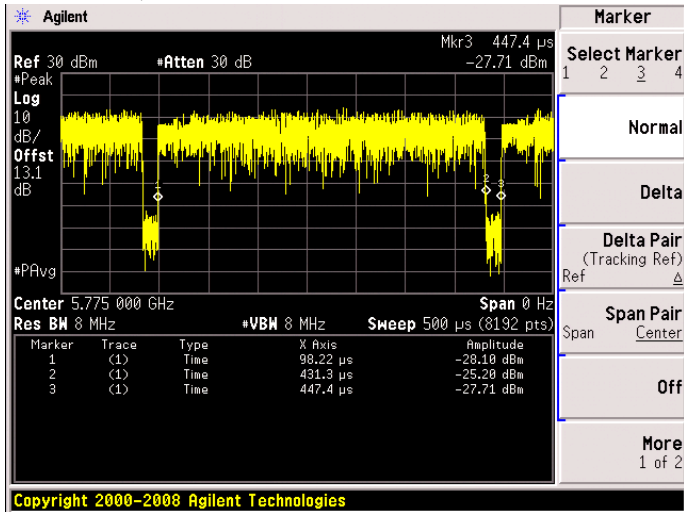 Agilent
Marker
Mkr3 447.4 µs
Ref 30 dBm #Atten 30 dB -27.71 dBm
#Peak
Log
10
dB/
Offst
13.1
dB
1
2
3
#PAvg
Center 5.775 000 GHz Span 0 Hz
Res BW 8 MHz #VBW 8 MHz Sweep 500 µs (8192 pts)
Marker Trace Type X Axis Amplitude
1 (1) Time 98.22 µs -28.10 dBm
2 (1) Time 431.3 µs -25.20 dBm
3 (1) Time 447.4 µs -27.71 dBm
Select Marker
1 2 3 4
Normal
Delta
Delta Pair
(Tracking Ref)
Ref Δ
Span Pair
Span Center
Off
More
1 of 2
Copyright 2000-2008 Agilent Technologies